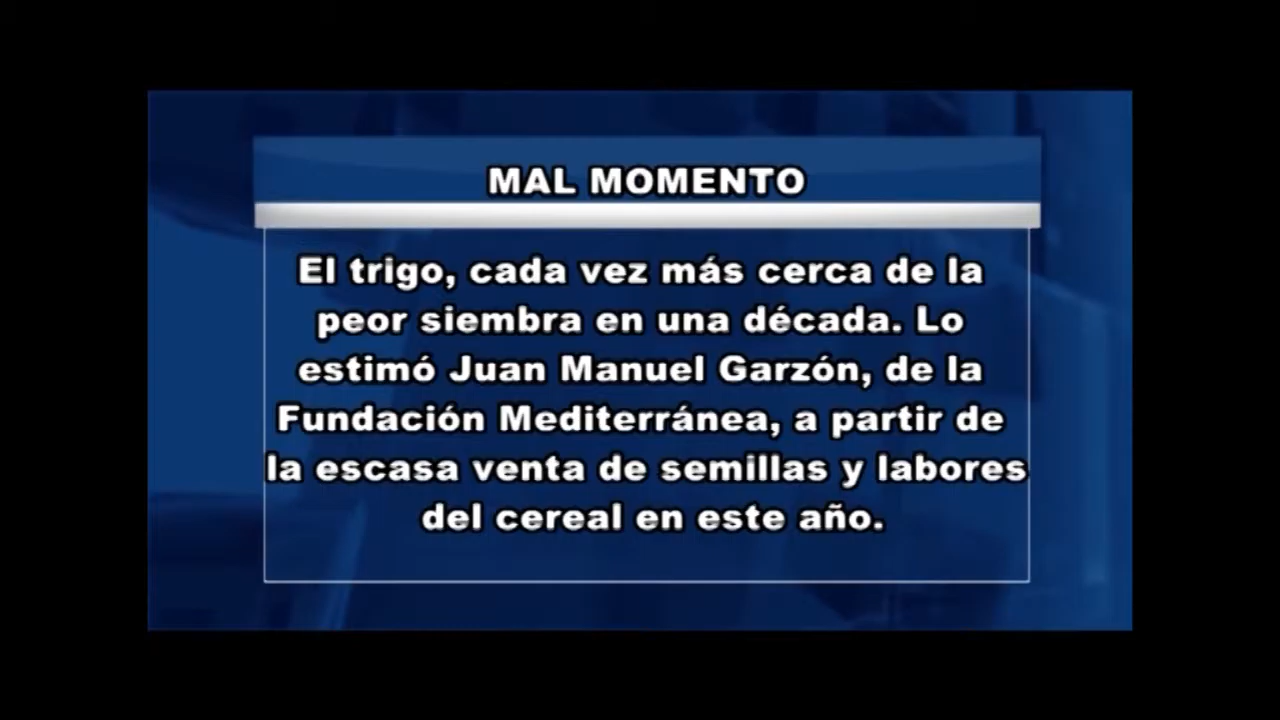 MAL MOMENTO
El trigo, cada vez más cerca de la
peor siembra en una década. Lo
estimó Juan Manuel Garzón, de la
Fundación Mediterránea, a partir de
la escasa venta de semillas y labores
del cereal en este año.